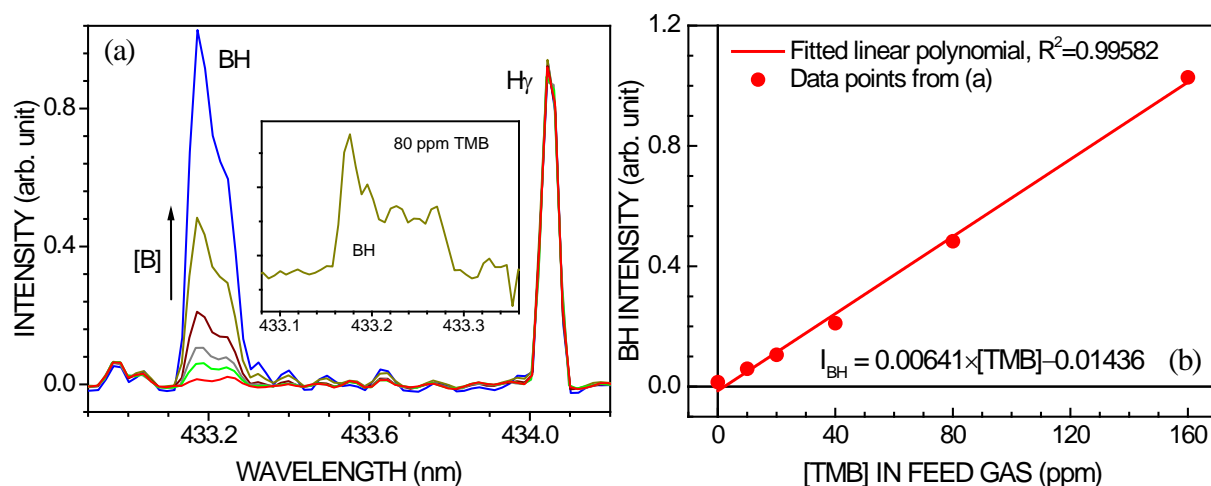 (a)
BH
Hγ
80 ppm TMB
BH
433.1
433.2
433.3
[B]
0.8
0.4
0.0
INTENSITY (arb. unit)
433.2
433.6
434.0
WAVELENGTH (nm)
1.2
0.8
0.4
0.0
BH INTENSITY (arb. unit)
Fitted linear polynomial, R²=0.99582
Data points from (a)
I_BH = 0.00641×[TMB]−0.01436
(b)
0
40
80
120
160
[TMB] IN FEED GAS (ppm)